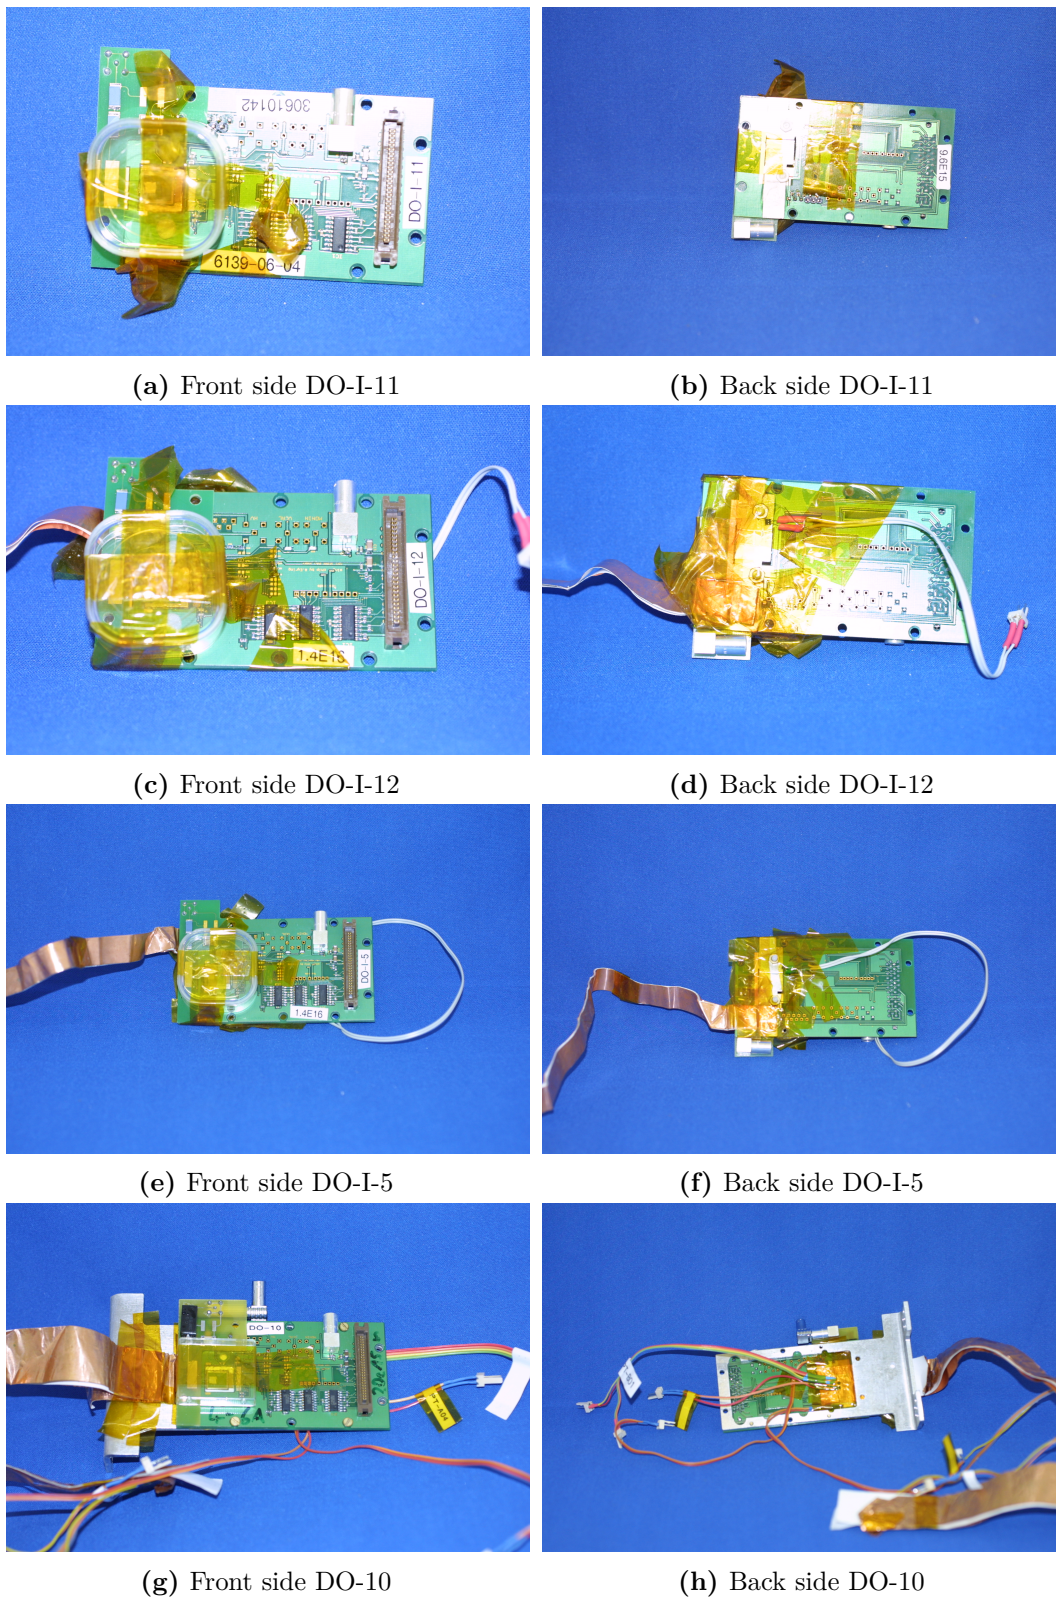 30610142
DO-I-11
6139-06-04
9.6E15
(a) Front side DO-I-11
(b) Back side DO-I-11
DO-I-12
1.4E16
(c) Front side DO-I-12
(d) Back side DO-I-12
DO-I-5
1.4E16
(e) Front side DO-I-5
(f) Back side DO-I-5
DO-10
(g) Front side DO-10
(h) Back side DO-10